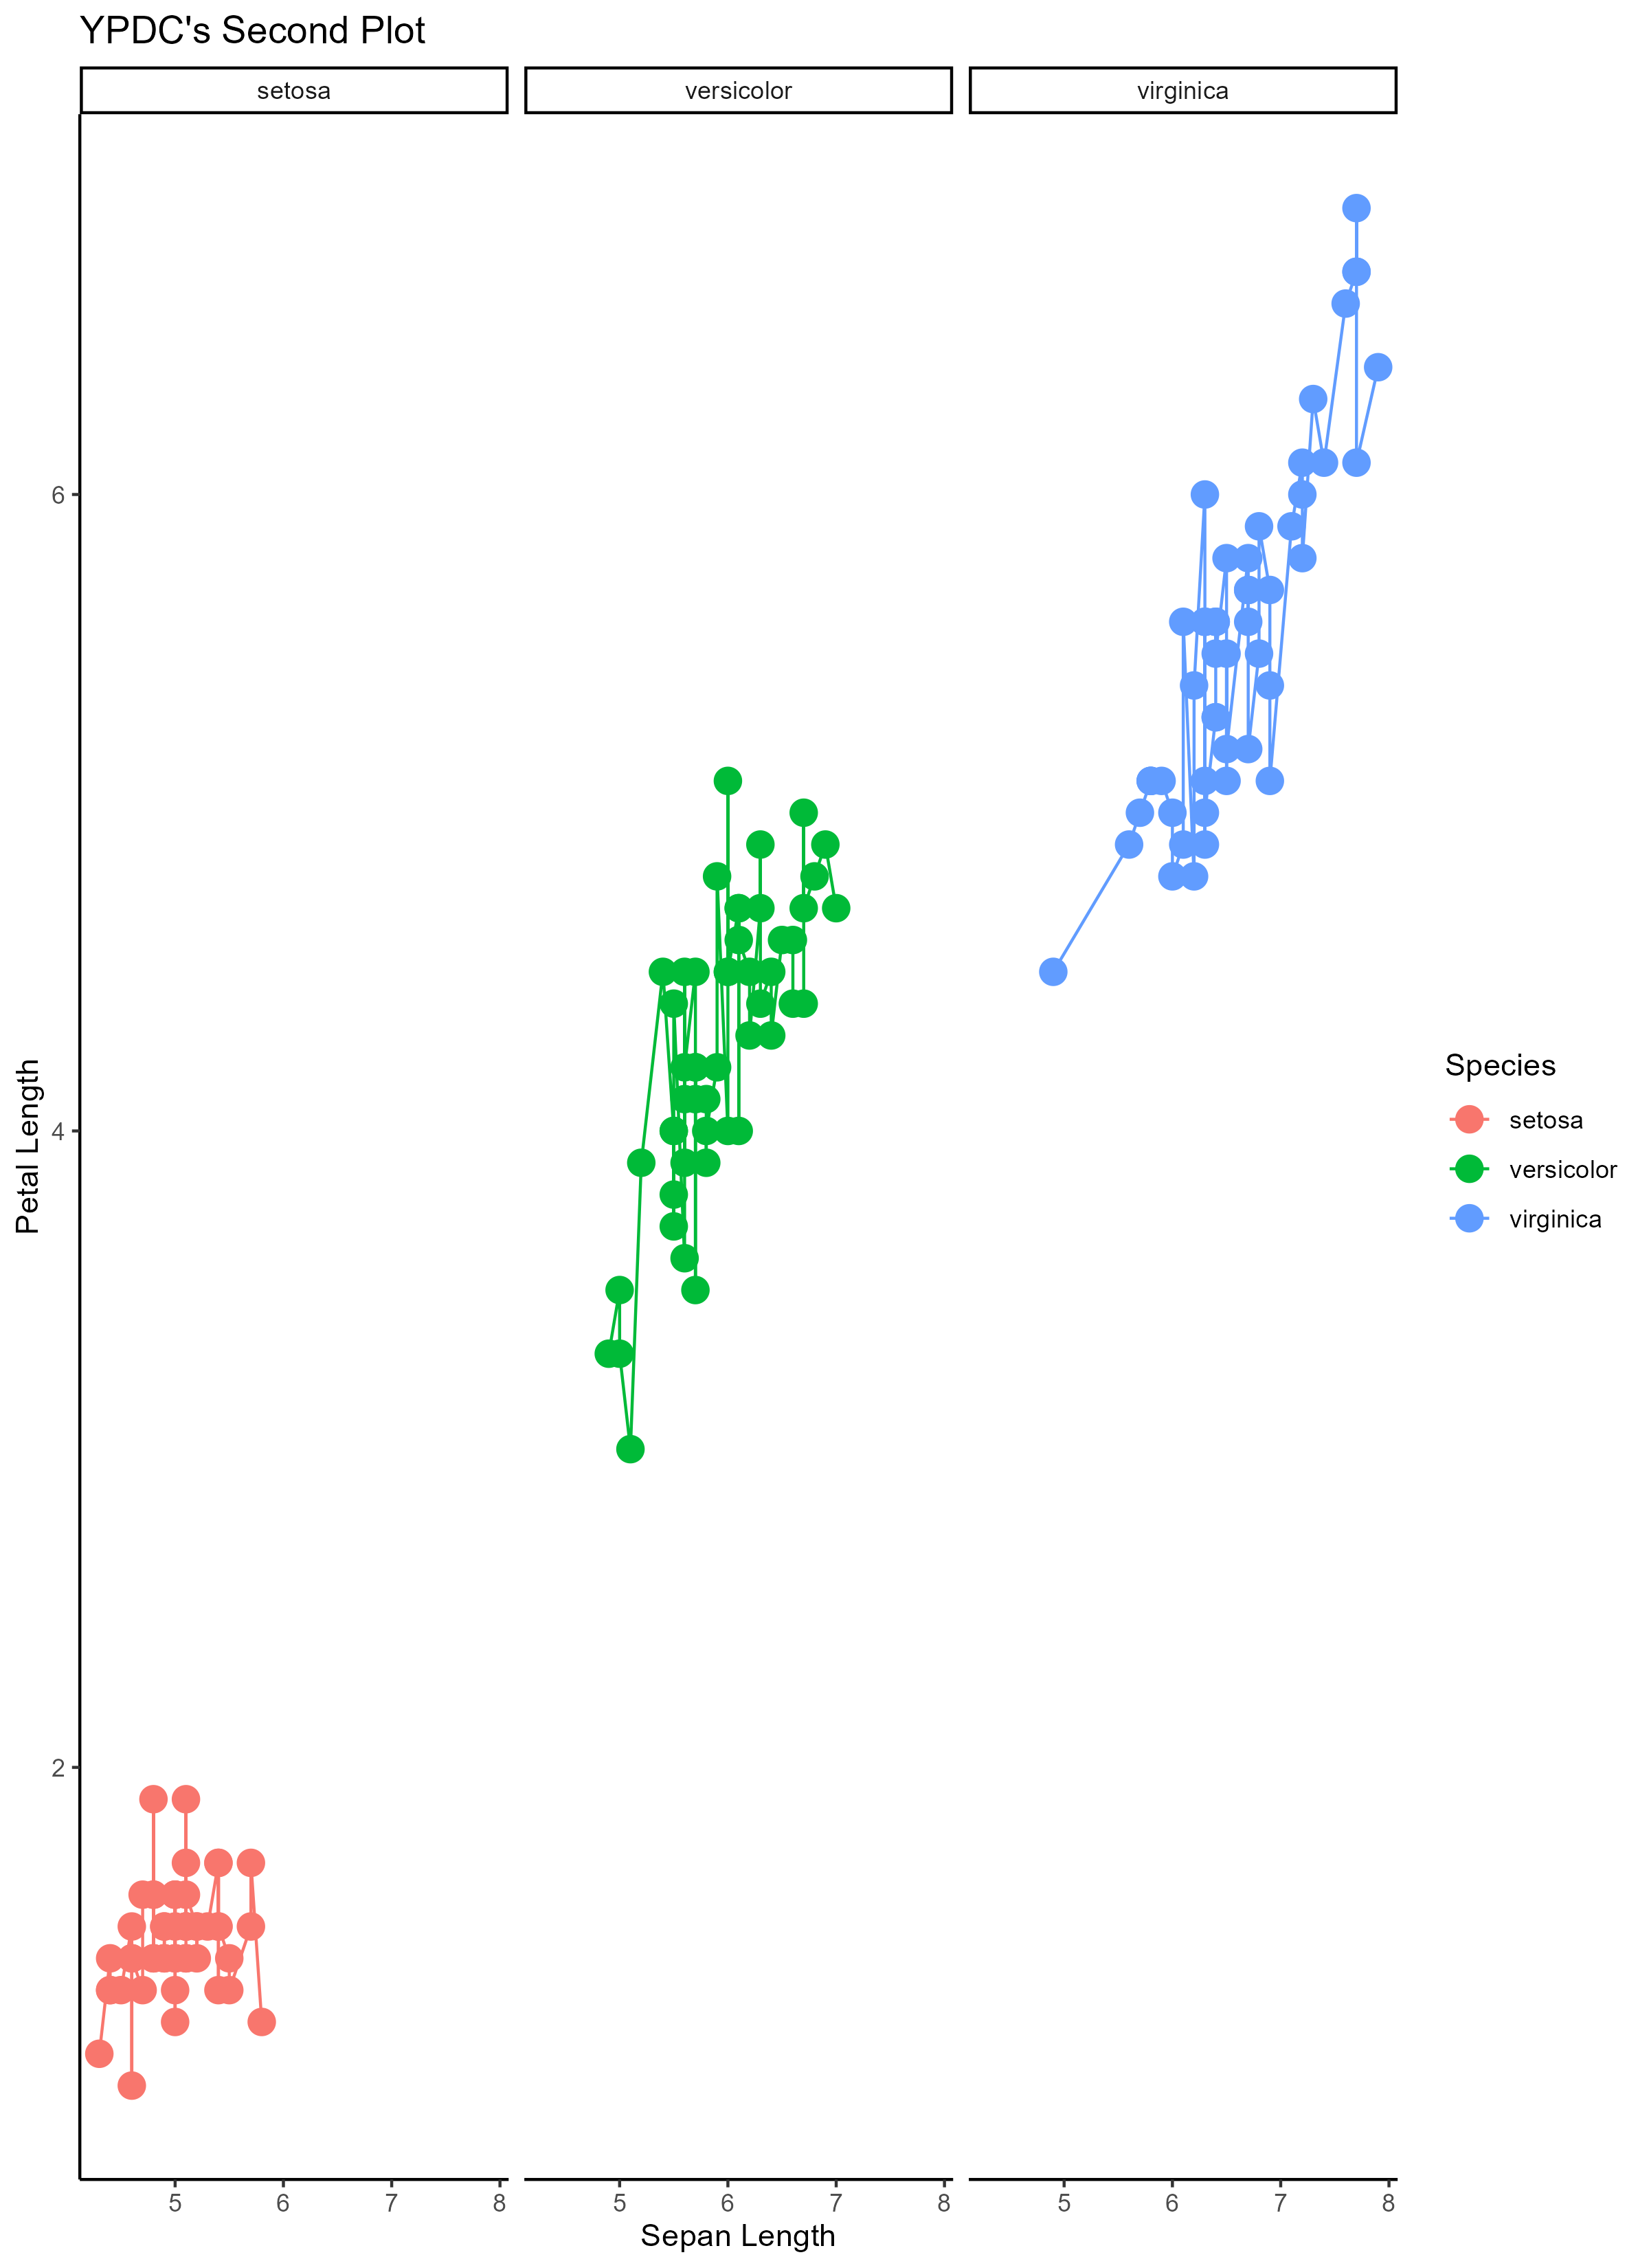 YPDC's Second Plot
setosa versicolor virginica
6
4
2
Petal Length
5 6 7 8 5 6 7 8 5 6 7 8
Sepan Length
Species
setosa
versicolor
virginica